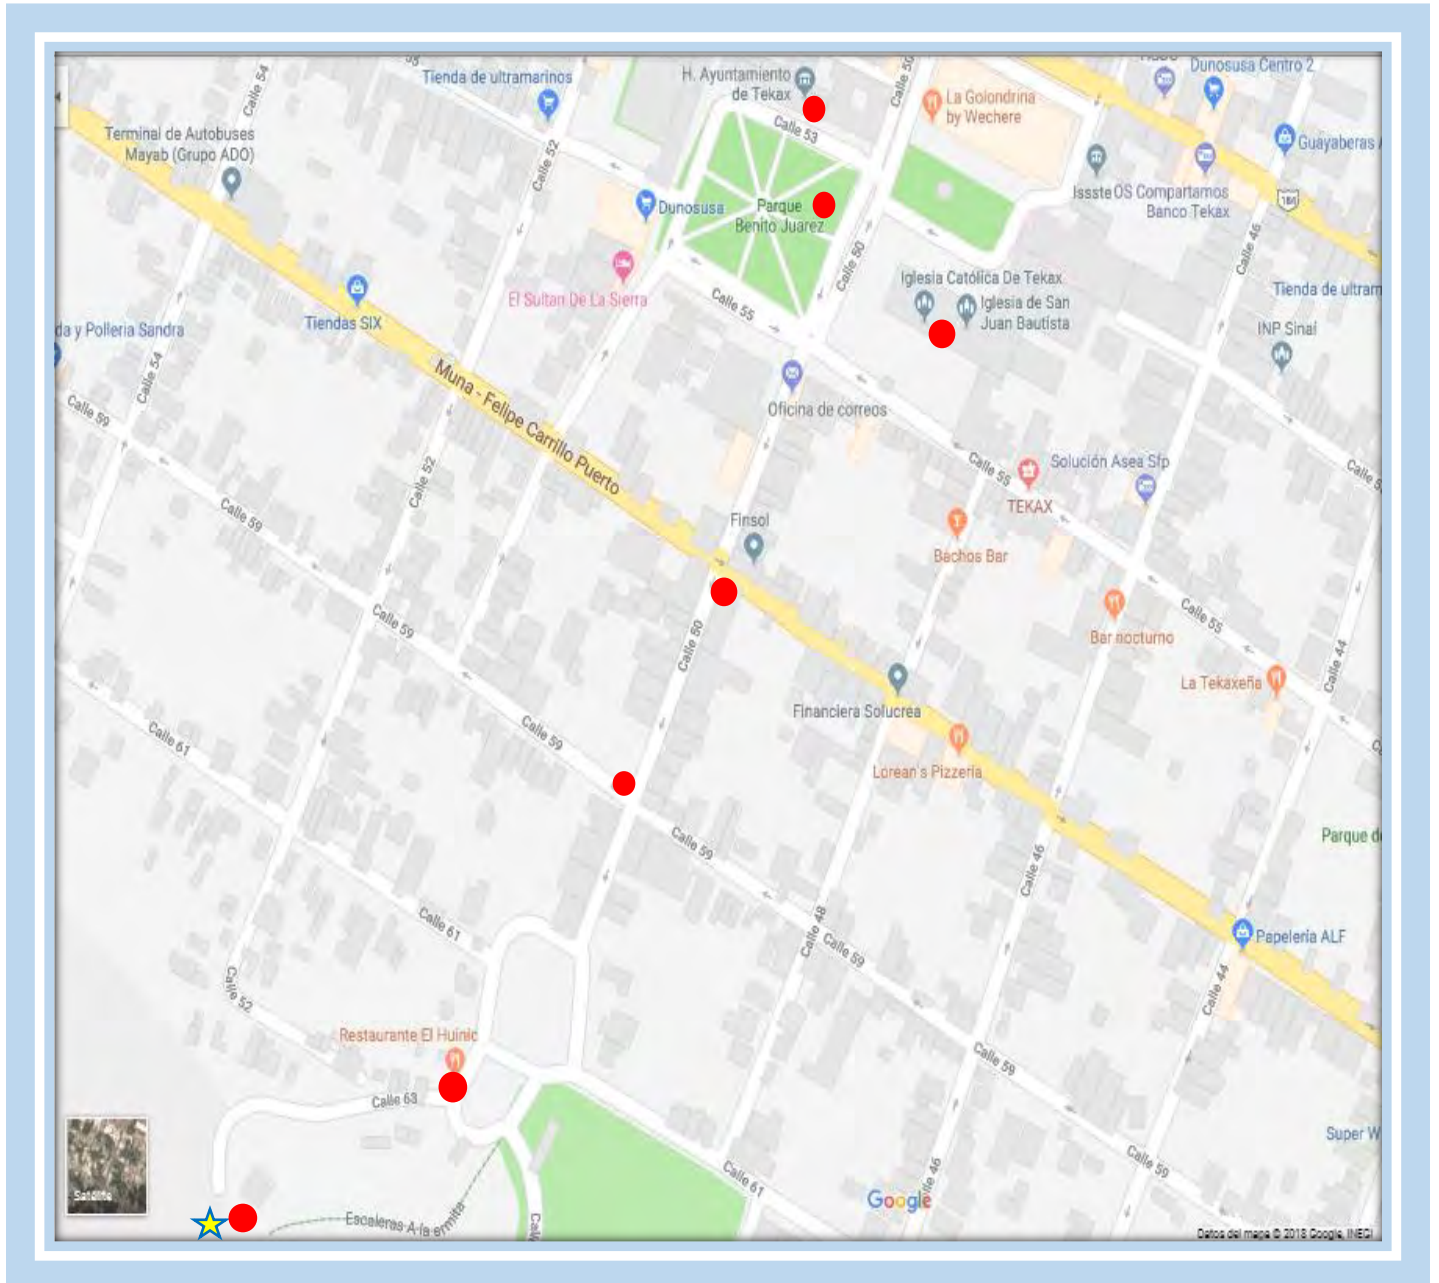 Tienda de ultramarinos
H. Ayuntamiento
de Tekax
Dunosusa Centro 2
Calle 54
La Golondrina
by Wechere
Terminal de Autobuses
Mayab (Grupo ADO)
Calle 53
Guayaberas
Calle 52
Issste
OS Compartamos
Banco Tekax
184
Dunosusa
Parque
Benito Juarez
Calle 50
Calle 46
El Sultan De La Sierra
Calle 55
Iglesia Católica De Tekax
Iglesia de San
Juan Bautista
Tienda de ultram
Tiendas SIX
da y Polleria Sandra
INP Sinai
Calle 54
Muna - Felipe Carrillo Puerto
Oficina de correos
Calle 59
Calle 52
Calle 55
Solución Asea Sfp
TEKAX
Calle 59
Finsol
Bachos Bar
Calle 59
Calle 50
Calle 55
Bar nocturno
La Tekaxeña
Calle 44
Financiera Solucrea
Calle 61
Calle 59
Lorean's Pizzeria
Calle 59
Parque de
Calle 46
Calle 61
Calle 48
Calle 59
Papelería ALF
Calle 52
Calle 44
Restaurante El Huinic
Calle 59
Calle 63
Super W
Calle 59
Calle 61
Calle 46
Satélite
Escaleras A la ermita
Google
Datos del mapa © 2018 Google, INEGI